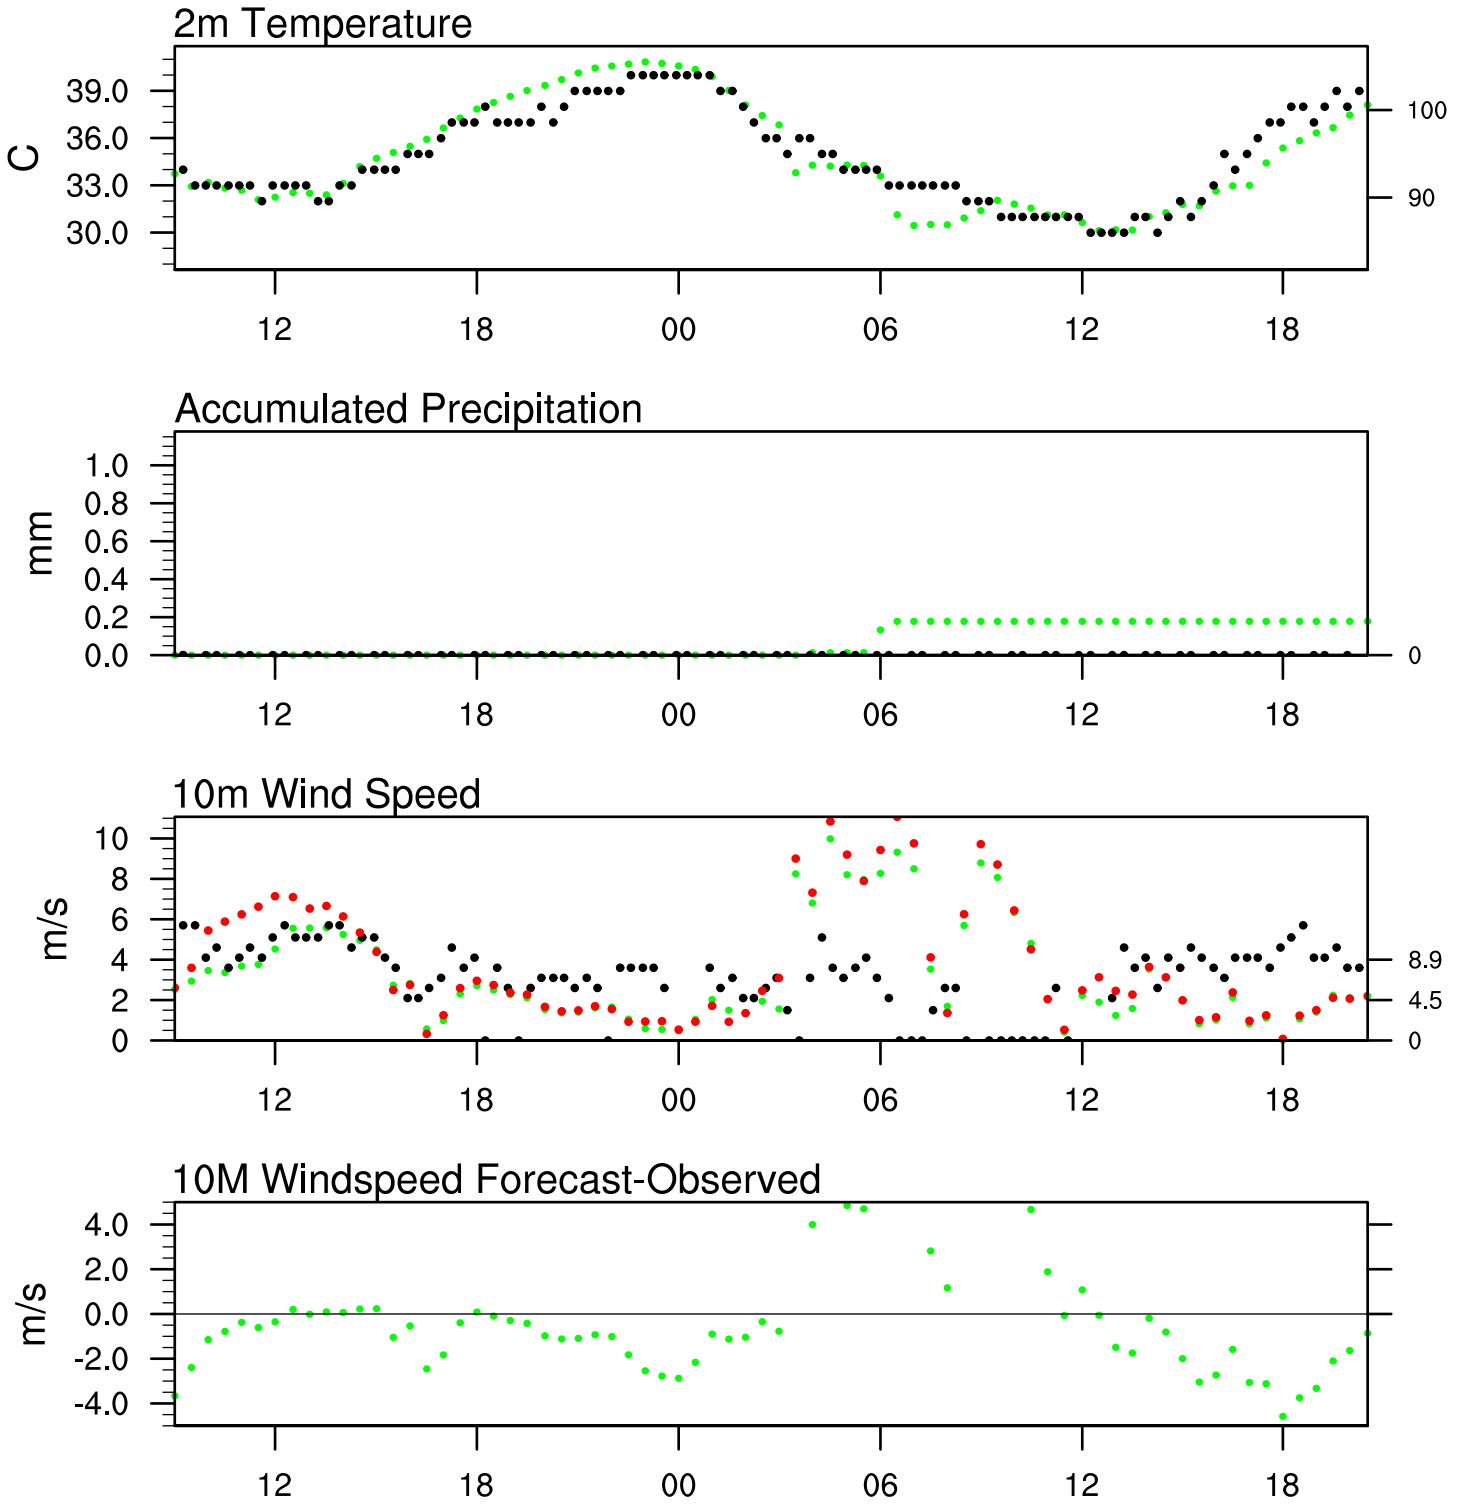 2m Temperature
C
39.0
36.0
33.0
30.0
100
90
12 18 00 06 12 18
Accumulated Precipitation
mm
1.0
0.8
0.6
0.4
0.2
0.0
0
12 18 00 06 12 18
10m Wind Speed
m/s
10
8
6
4
2
0
8.9
4.5
0
12 18 00 06 12 18
10M Windspeed Forecast-Observed
m/s
4.0
2.0
0.0
-2.0
-4.0
12 18 00 06 12 18